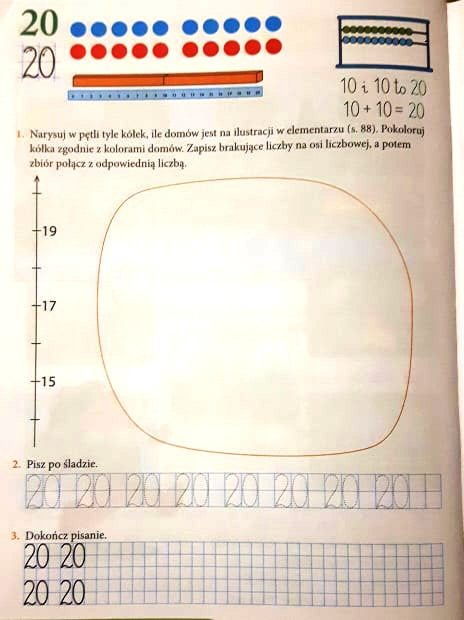 20
20
10 i 10 to 20
10 + 10 = 20
1. Narysuj w pętli tyle kółek, ile domów jest na ilustracji w elementarzu (s. 88). Pokoloruj
kółka zgodnie z kolorami domów. Zapisz brakujące liczby na osi liczbowej, a potem
zbiór połącz z odpowiednią liczbą.
19
17
15
2. Pisz po śladzie.
20 20 20 20 20 20 20 20
3. Dokończ pisanie.
20 20
20 20